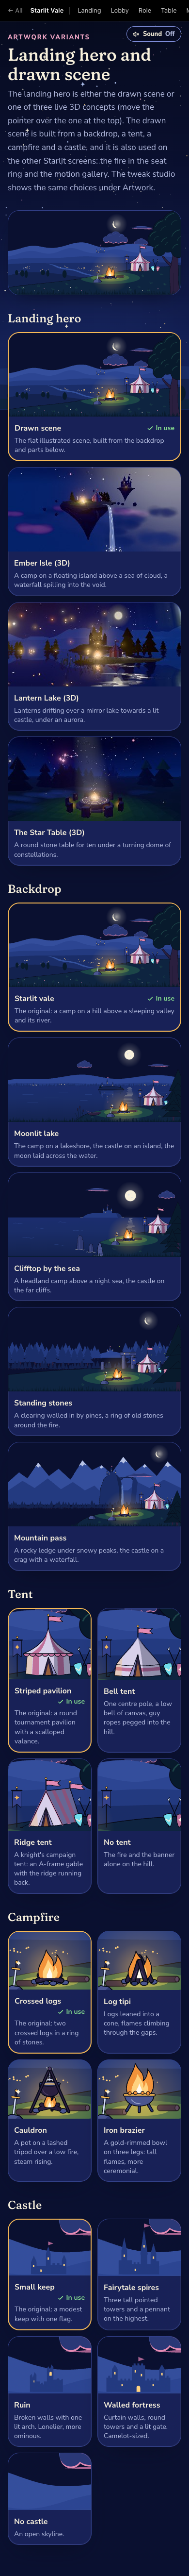 ← All Starlit Vale Landing Lobby Role Table
Sound Off
ARTWORK VARIANTS
Landing hero and
drawn scene
The landing hero is either the drawn scene or
one of three live 3D concepts (move the
pointer over the one at the top). The drawn
scene is built from a backdrop, a tent, a
campfire and a castle, and it is also used on
the other Starlit screens: the fire in the seat
ring and the victory gallery. The tweak studio
shows the same choices under Artwork.
Landing hero
Drawn scene
✓ In use
The flat illustrated scene, built from the backdrop
and parts below.
Ember Isle (3D)
A camp on a floating island above a sea of cloud, a
waterfall spilling into the void.
Lantern Lake (3D)
Lanterns drifting over a mirror lake towards a lit
castle, under an aurora.
The Star Table (3D)
A round stone table for ten under a turning dome of
constellations.
Backdrop
Starlit vale
✓ In use
The original: a camp on a hill above a sleeping valley
and its river.
Moonlit lake
The camp on a lakeshore, the castle on an island, the
moon laid across the water.
Clifftop by the sea
A headland camp above a night sea, the castle on
the far cliffs.
Standing stones
A clearing walled in by pines, a ring of old stones
around the fire.
Mountain pass
A rocky ledge under snowy peaks, the castle on a
crag with a waterfall.
Tent
Striped pavilion
✓ In use
The original: a round
tournament pavilion
with a scalloped
valance.
Bell tent
One centre pole, a low
bell of canvas, guy
ropes pegged into the
hill.
Ridge tent
A knight's campaign
tent: an A-frame gable
with the ridge running
back.
No tent
The fire and the banner
alone on the hill.
Campfire
Crossed logs
✓ In use
The original: two
crossed logs in a ring
of stones.
Log tipi
Logs leaned into a
cone, flames climbing
through the gaps.
Cauldron
A pot on a lashed
tripod over a low fire,
steam rising.
Iron brazier
A gold-rimmed bowl
on three legs: tall
flames, more
ceremonial.
Castle
Small keep
✓ In use
The original: a modest
keep with one flag.
Fairytale spires
Three tall pointed
towers and a pennant
on the highest.
Ruin
Broken walls with one
lit arch. Lonelier, more
ominous.
Walled fortress
Curtain walls, round
towers and a lit gate.
Camelot-sized.
No castle
An open skyline.